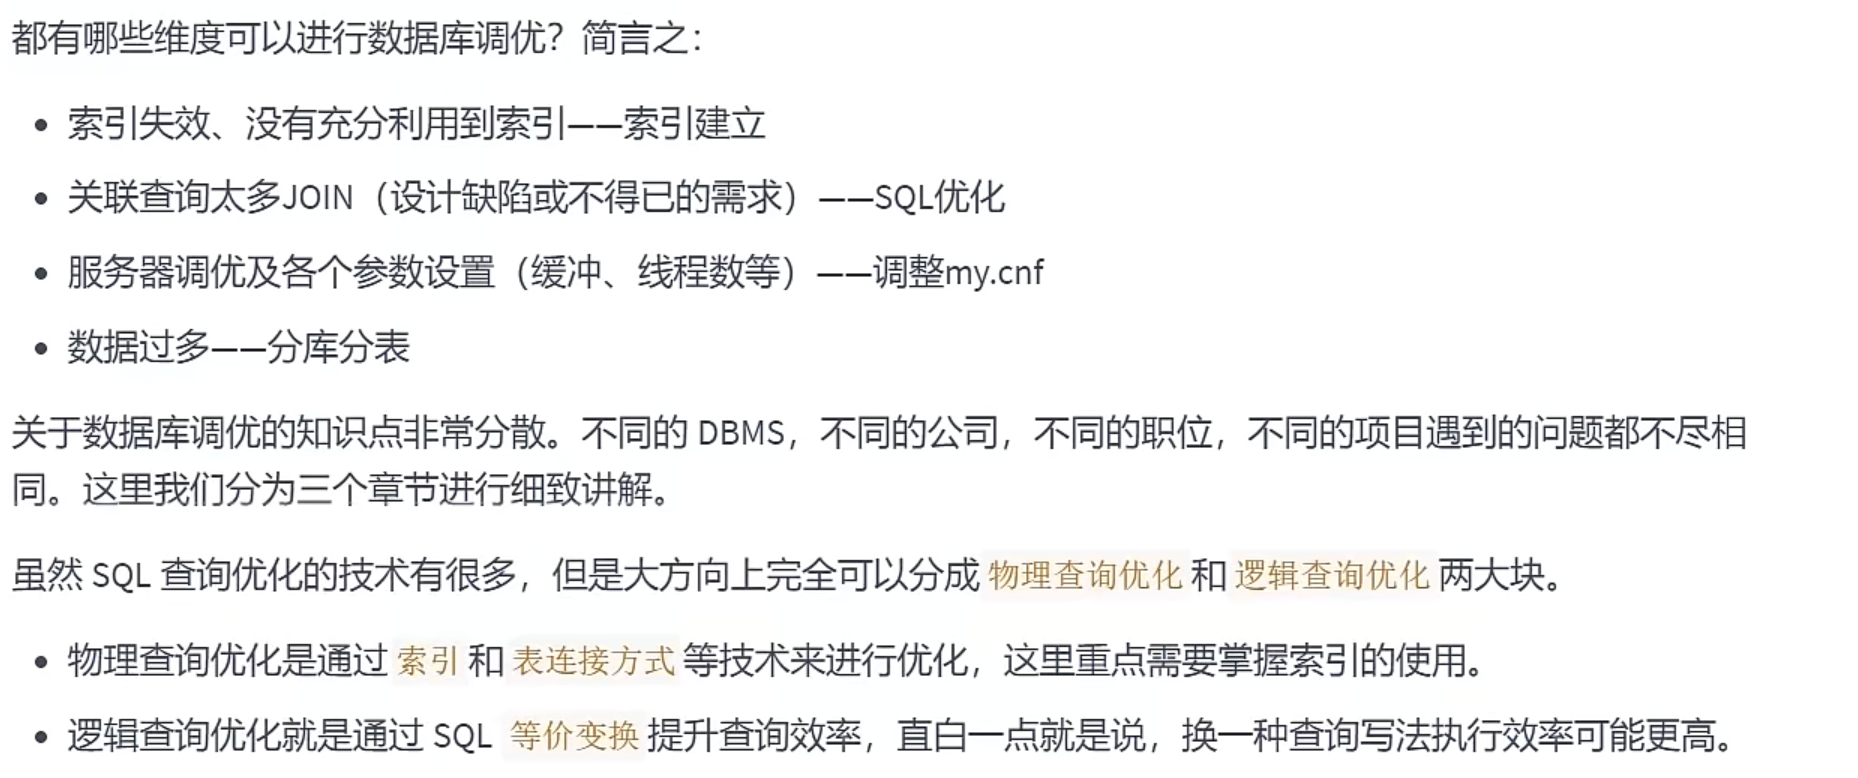 都有哪些维度可以进行数据库调优？简言之：
• 索引失效、没有充分利用到索引——索引建立
• 关联查询太多JOIN（设计缺陷或不得已的需求）——SQL优化
• 服务器调优及各个参数设置（缓冲、线程数等）——调整my.cnf
• 数据过多——分库分表
关于数据库调优的知识点非常分散。不同的 DBMS，不同的公司，不同的职位，不同的项目遇到的问题都不尽相
同。这里我们分为三个章节进行细致讲解。
虽然 SQL 查询优化的技术有很多，但是大方向上完全可以分成 物理查询优化 和 逻辑查询优化 两大块。
• 物理查询优化是通过 索引 和 表连接方式 等技术来进行优化，这里重点需要掌握索引的使用。
• 逻辑查询优化就是通过 SQL 等价变换 提升查询效率，直白一点就是说，换一种查询写法执行效率可能更高。